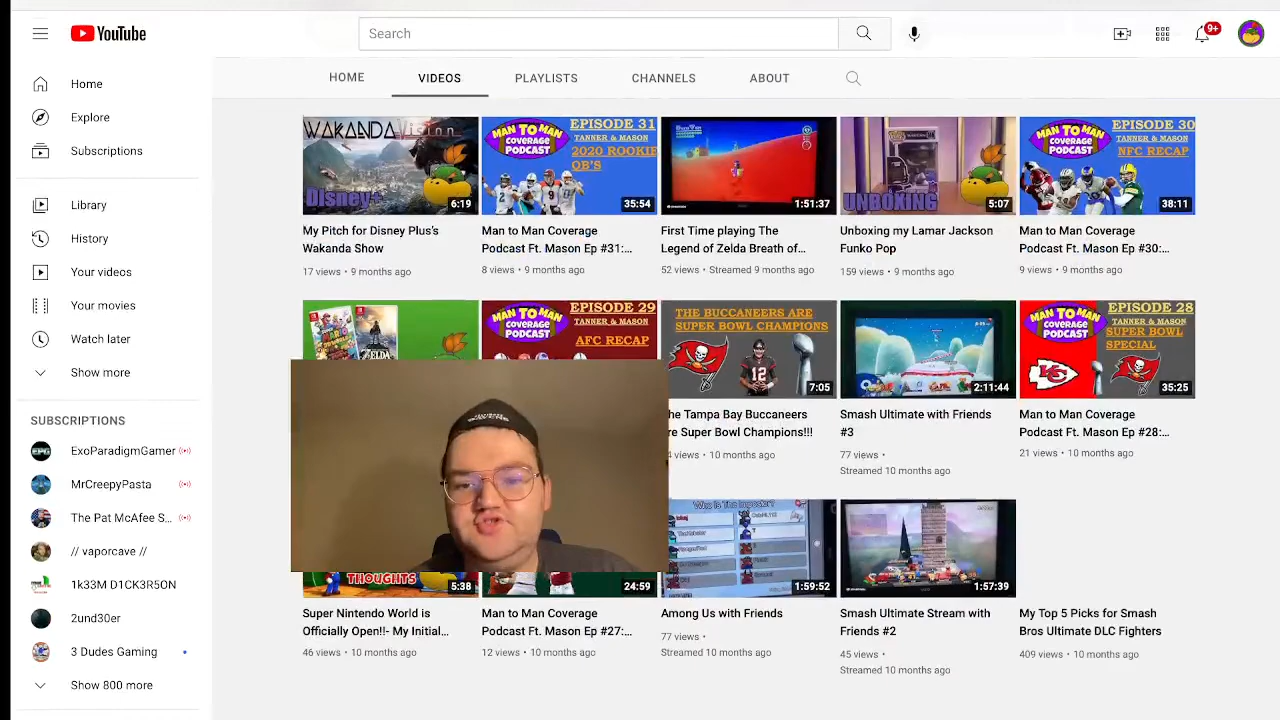 YouTube
Search
9+
HOME
VIDEOS
PLAYLISTS
CHANNELS
ABOUT
Home
Explore
Subscriptions
Library
History
Your videos
Your movies
Watch later
Show more
SUBSCRIPTIONS
ExoParadigmGamer
MrCreepyPasta
The Pat McAfee S...
// vaporcave //
1k33M D1CK3R5ON
2und30er
3 Dudes Gaming
Show 800 more
WAKANDAVision
Disney+
6:19
My Pitch for Disney Plus's
Wakanda Show
17 views • 9 months ago
MAN TO MAN
COVERAGE
PODCAST
EPISODE 31
TANNER & MASON
2020 ROOKIE
QB'S
35:54
Man to Man Coverage
Podcast Ft. Mason Ep #31:...
8 views • 9 months ago
1:51:37
First Time playing The
Legend of Zelda Breath of...
52 views • Streamed 9 months ago
UNBOXING
5:07
Unboxing my Lamar Jackson
Funko Pop
159 views • 9 months ago
MAN TO MAN
COVERAGE
PODCAST
EPISODE 30
TANNER & MASON
NFC RECAP
38:11
Man to Man Coverage
Podcast Ft. Mason Ep #30:...
9 views • 9 months ago
MAN TO MAN
COVERAGE
PODCAST
EPISODE 29
TANNER & MASON
AFC RECAP
THE BUCCANEERS ARE
SUPER BOWL CHAMPIONS
12
7:05
he Tampa Bay Buccaneers
re Super Bowl Champions!!!
views • 10 months ago
2:11:44
Smash Ultimate with Friends
#3
77 views •
Streamed 10 months ago
MAN TO MAN
COVERAGE
PODCAST
EPISODE 28
TANNER & MASON
SUPER BOWL
SPECIAL
KC
35:25
Man to Man Coverage
Podcast Ft. Mason Ep #28:...
21 views • 10 months ago
THOUGHTS
5:38
Super Nintendo World is
Officially Open!!- My Initial...
46 views • 10 months ago
24:59
Man to Man Coverage
Podcast Ft. Mason Ep #27:...
12 views • 10 months ago
Who Is The Impostor?
1:59:52
Among Us with Friends
77 views •
Streamed 10 months ago
1:57:39
Smash Ultimate Stream with
Friends #2
45 views •
Streamed 10 months ago
My Top 5 Picks for Smash
Bros Ultimate DLC Fighters
409 views • 10 months ago